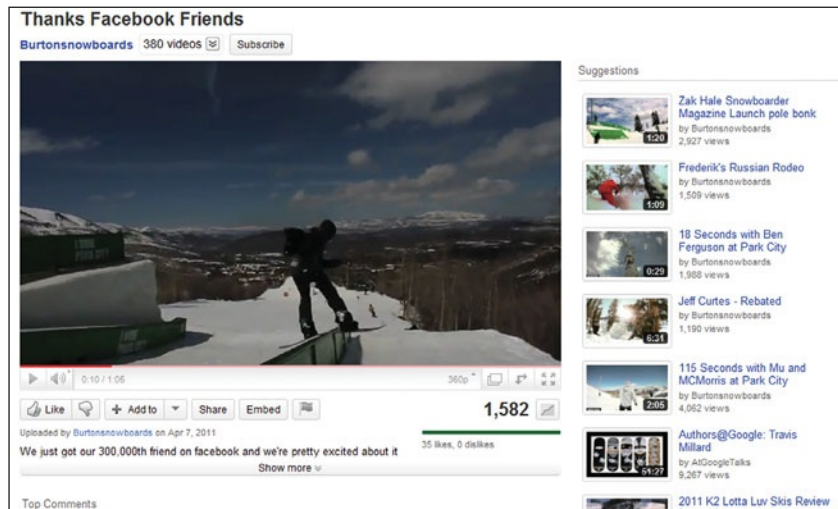 Thanks Facebook Friends
Burtonsnowboards 380 videos Subscribe
Suggestions
Zak Hale Snowboarder
Magazine Launch pole bonk
by Burtonsnowboards
2,927 views
1:20
Frederik's Russian Rodeo
by Burtonsnowboards
1,509 views
1:09
18 Seconds with Ben
Ferguson at Park City
by Burtonsnowboards
1,988 views
0:29
Jeff Curtes - Rebated
by Burtonsnowboards
1,190 views
6:31
115 Seconds with Mu and
MCMorris at Park City
by Burtonsnowboards
4,062 views
2:05
Authors@Google: Travis
Millard
by AtGoogleTalks
9,267 views
51:27
2011 K2 Lotta Luv Skis Review
PARK CITY
0:10 / 1:05 360p
Like Add to Share Embed 1,582
Uploaded by Burtonsnowboards on Apr 7, 2011
35 likes, 0 dislikes
We just got our 300,000th friend on facebook and we're pretty excited about it
Show more
Top Comments